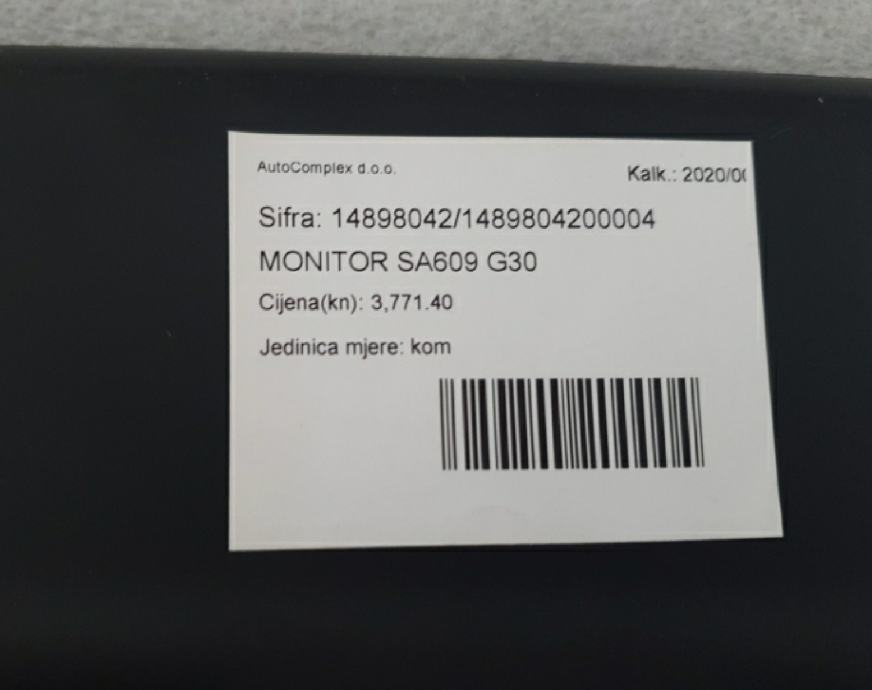 AutoComplex d.o.o.
Kalk.: 2020/0
Sifra: 14898042/1489804200004
MONITOR SA609 G30
Cijena(kn): 3,771.40
Jedinica mjere: kom